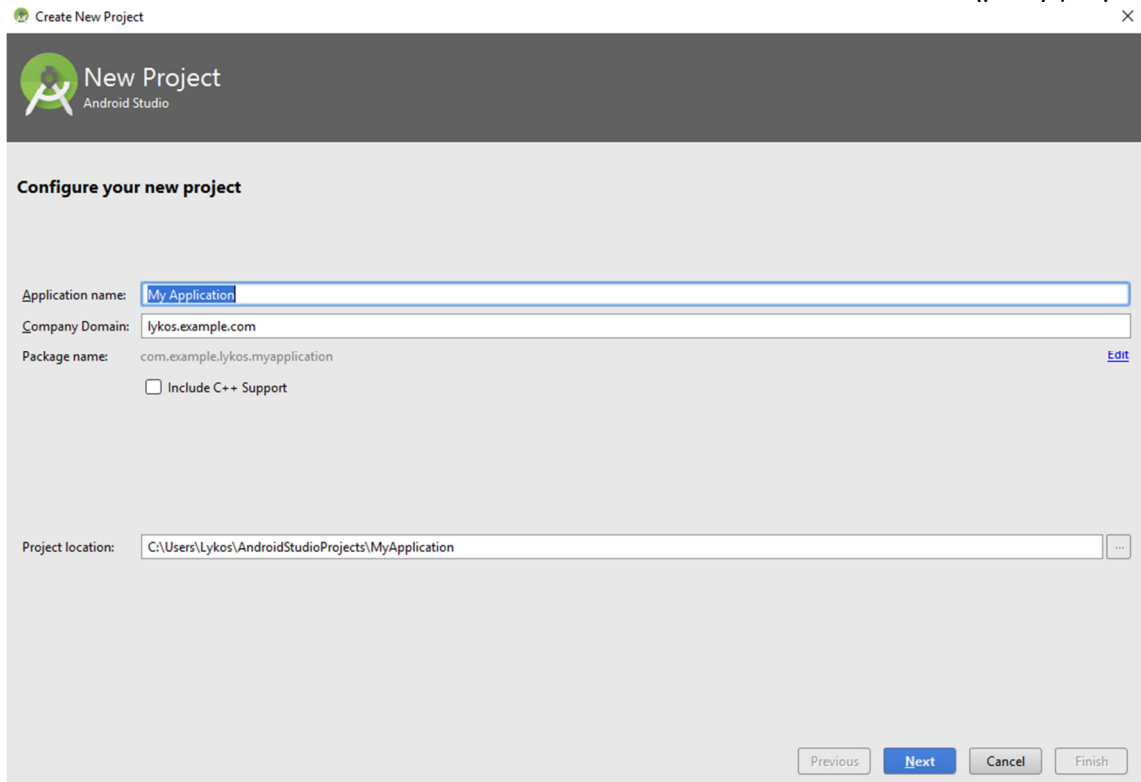 Create New Project
New Project
Android Studio
Configure your new project
Application name: My Application
Company Domain: lykos.example.com
Package name: com.example.lykos.myapplication Edit
Include C++ Support
Project location: C:\Users\Lykos\AndroidStudioProjects\MyApplication ...
Previous Next Cancel Finish